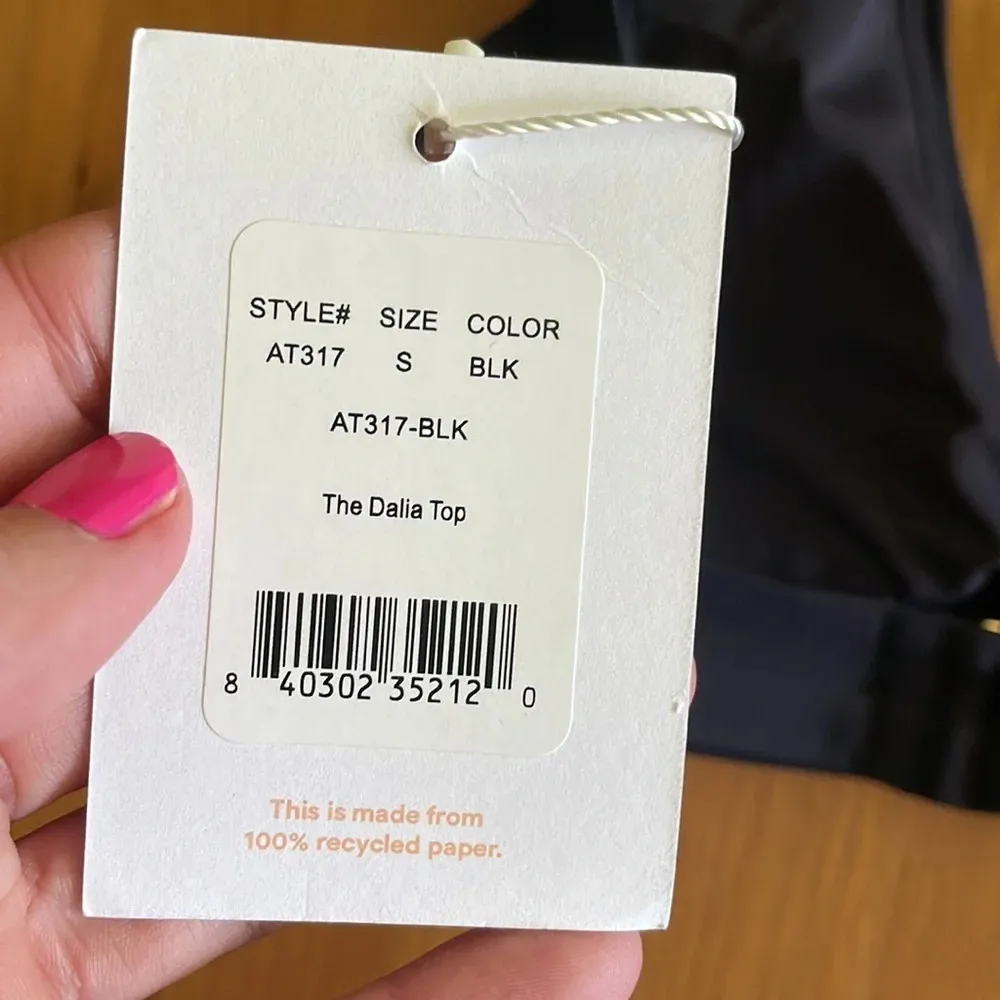 STYLE# SIZE COLOR
AT317 S BLK
AT317-BLK
The Dalia Top
8 40302 35212 0
This is made from
100% recycled paper.